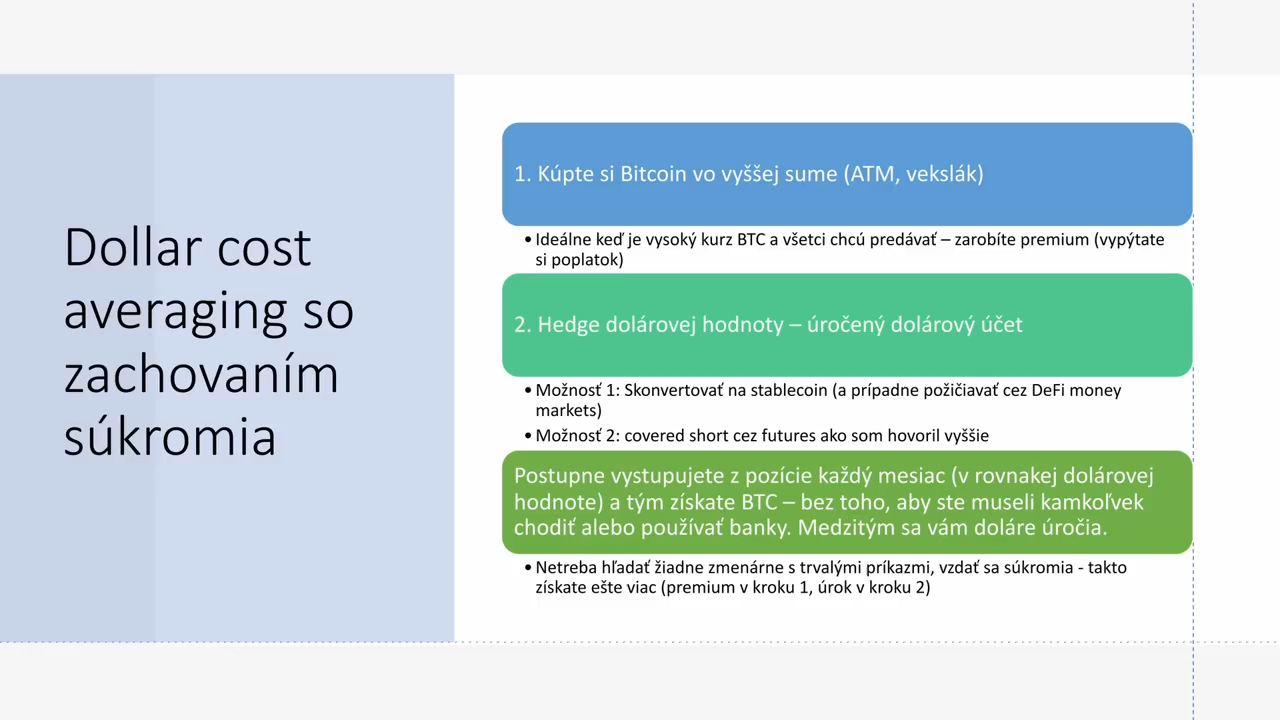 Dollar cost
averaging so
zachovaním
súkromia
1. Kúpte si Bitcoin vo vyššej sume (ATM, vekslák)
• Ideálne keď je vysoký kurz BTC a všetci chcú predávať – zarobíte premium (vypýtate
si poplatok)
2. Hedge dolárovej hodnoty – úročený dolárový účet
• Možnosť 1: Skonvertovať na stablecoin (a prípadne požičiavať cez DeFi money
markets)
• Možnosť 2: covered short cez futures ako som hovoril vyššie
Postupne vystupujete z pozície každý mesiac (v rovnakej dolárovej
hodnote) a tým získate BTC – bez toho, aby ste museli kamkoľvek
chodiť alebo používať banky. Medzitým sa vám doláre úročia.
• Netreba hľadať žiadne zmenárne s trvalými príkazmi, vzdať sa súkromia - takto
získate ešte viac (premium v kroku 1, úrok v kroku 2)